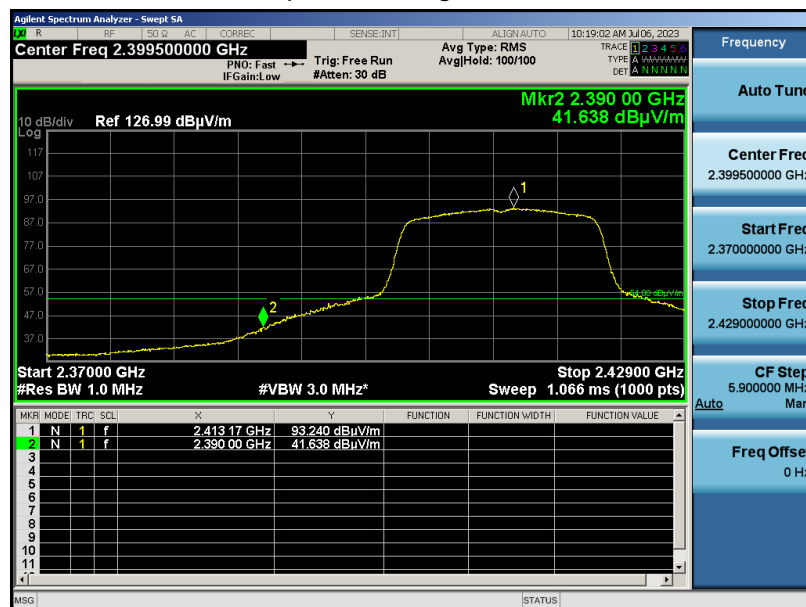 Agilent Spectrum Analyzer - Swept SA
LXI R RF 50 Ω AC CORREC SENSE:INT ALIGN AUTO 10:19:02 AM Jul 06, 2023
Center Freq 2.399500000 GHz
PNO: Fast
IFGain:Low
Trig: Free Run
#Atten: 30 dB
Avg Type: RMS
Avg|Hold: 100/100
TRACE 1 2 3 4 5 6
TYPE A WWWWW
DET A N N N N N
Mkr2 2.390 00 GHz
41.638 dBµV/m
10 dB/div Ref 126.99 dBµV/m
Log
117
107
97.0
87.0
77.0
67.0
57.0
47.0
37.0
1
2
54.00 dBµV/m
Start 2.37000 GHz Stop 2.42900 GHz
#Res BW 1.0 MHz #VBW 3.0 MHz* Sweep 1.066 ms (1000 pts)
MKR MODE TRC SCL X Y FUNCTION FUNCTION WIDTH FUNCTION VALUE
1 N 1 f 2.413 17 GHz 93.240 dBµV/m
2 N 1 f 2.390 00 GHz 41.638 dBµV/m
3
4
5
6
7
8
9
10
11
MSG STATUS
Frequency
Auto Tune
Center Freq
2.399500000 GHz
Start Freq
2.370000000 GHz
Stop Freq
2.429000000 GHz
CF Step
5.900000 MHz
Auto Man
Freq Offset
0 Hz